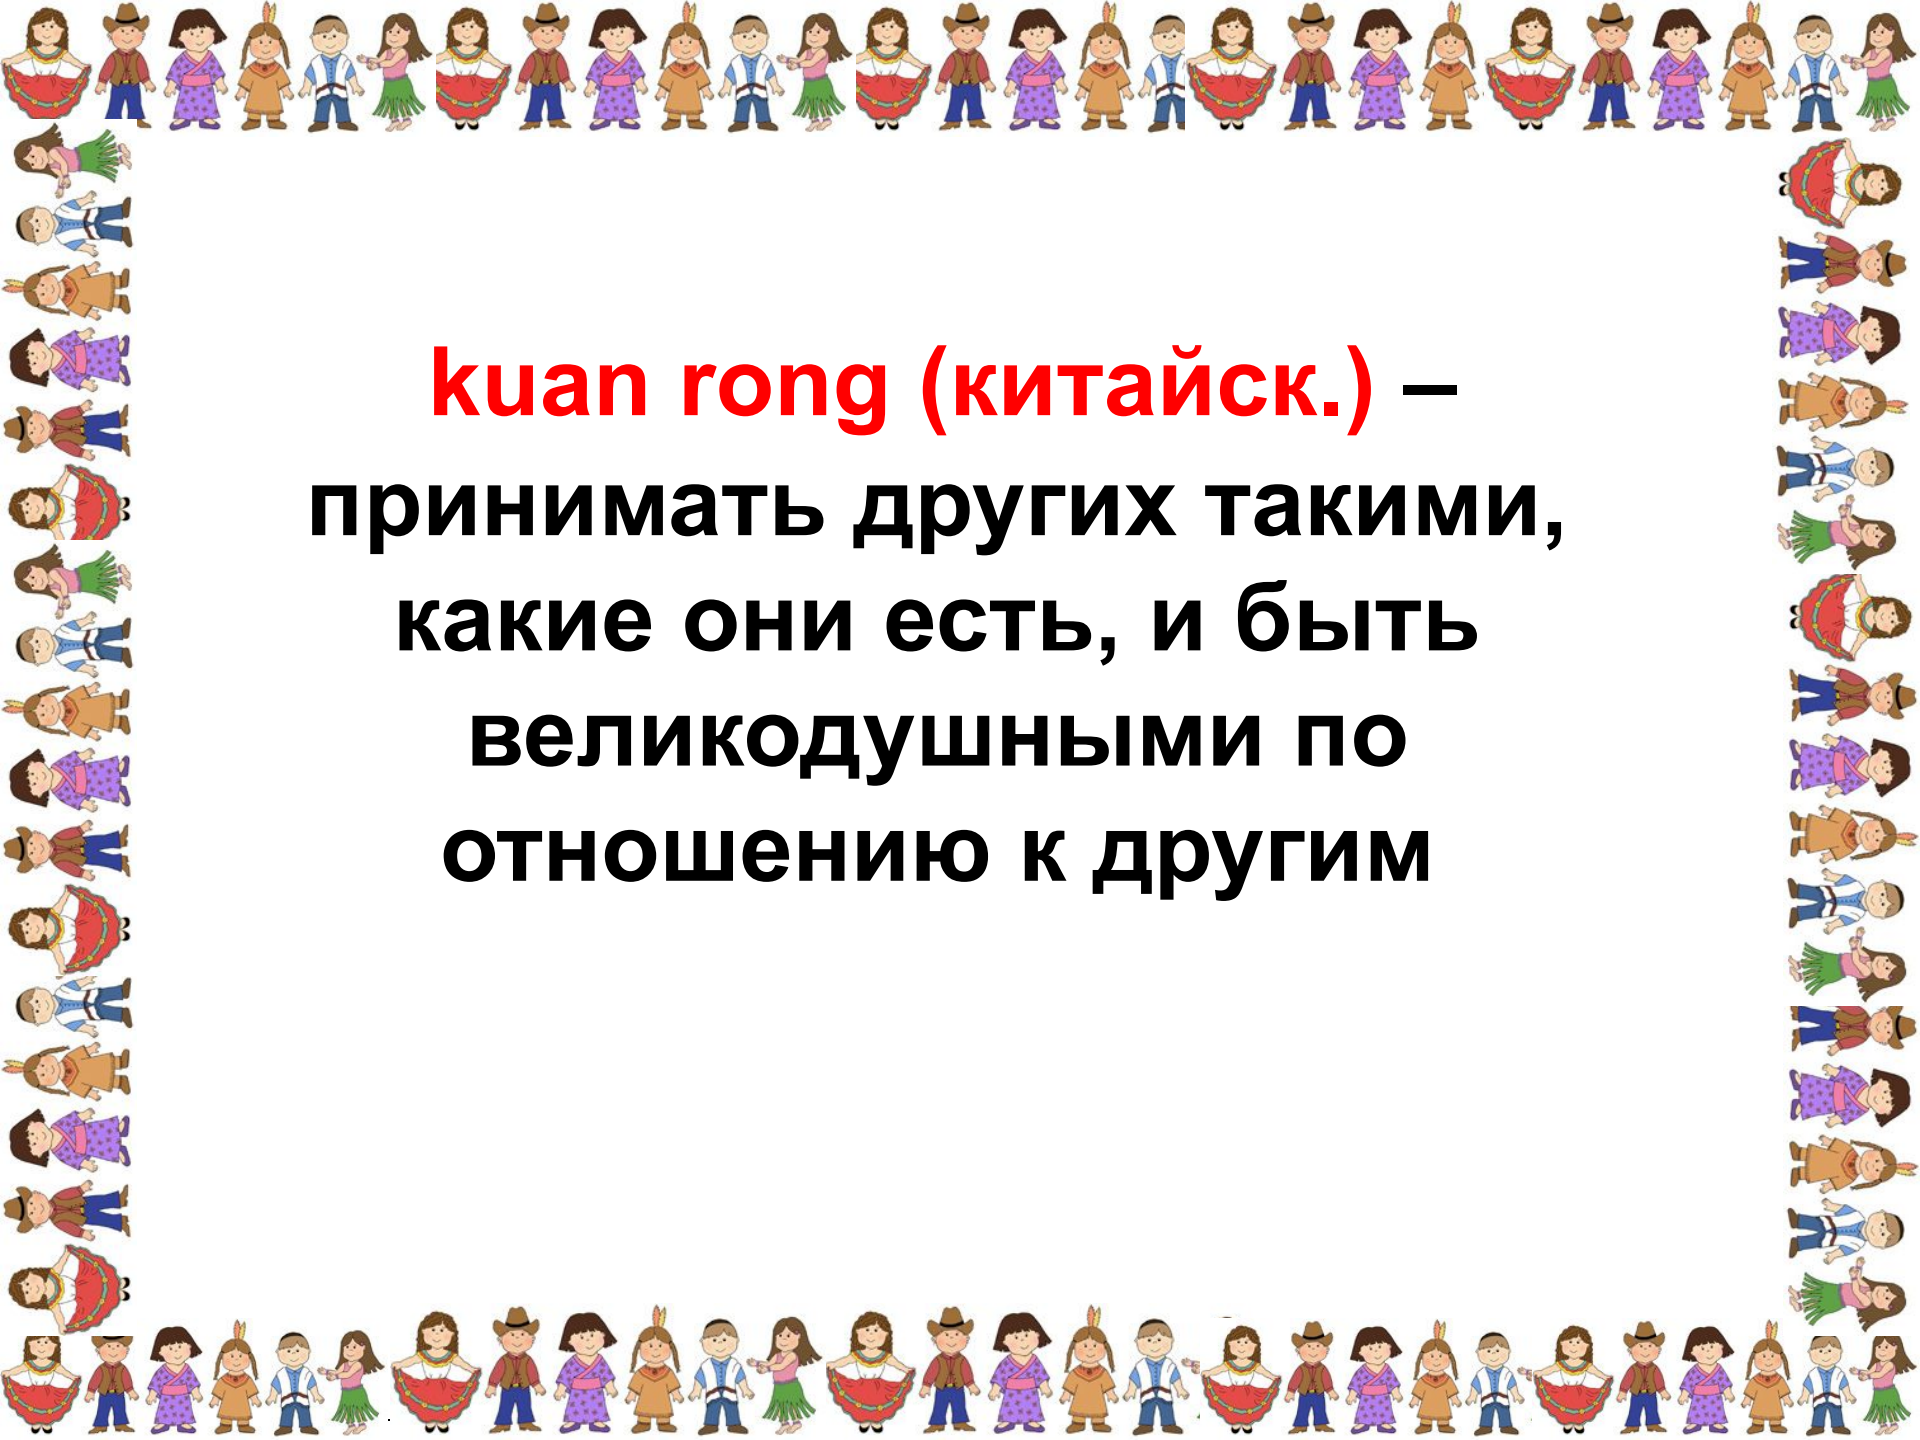 kuan rong (китайск.) –
принимать других такими,
какие они есть, и быть
великодушными по
отношению к другим